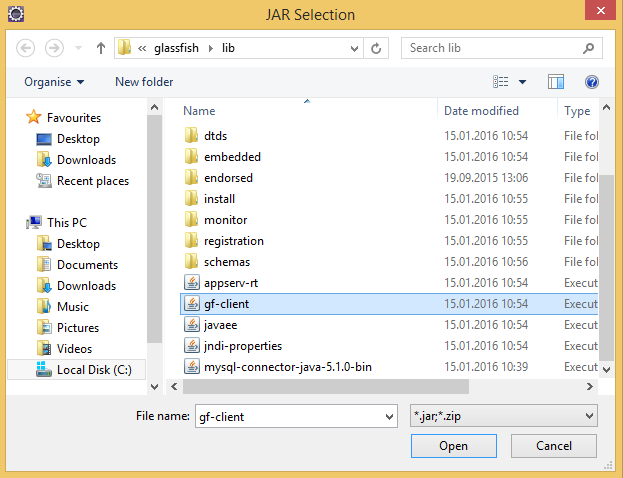 JAR Selection
« glassfish lib
Search lib
Organise New folder
Name Date modified Type
Favourites
Desktop
Downloads
Recent places
This PC
Desktop
Documents
Downloads
Music
Pictures
Videos
Local Disk (C:)
dtds 15.01.2016 10:54 File fol
embedded 15.01.2016 10:54 File fol
endorsed 19.09.2015 13:06 File fol
install 15.01.2016 10:55 File fol
monitor 15.01.2016 10:55 File fol
registration 15.01.2016 10:55 File fol
schemas 15.01.2016 10:56 File fol
appserv-rt 15.01.2016 10:54 Execut
gf-client 15.01.2016 10:54 Execut
javaee 15.01.2016 10:54 Execut
jndi-properties 15.01.2016 10:54 Execut
mysql-connector-java-5.1.0-bin 15.01.2016 10:39 Execut
File name: gf-client *.jar;*.zip
Open Cancel